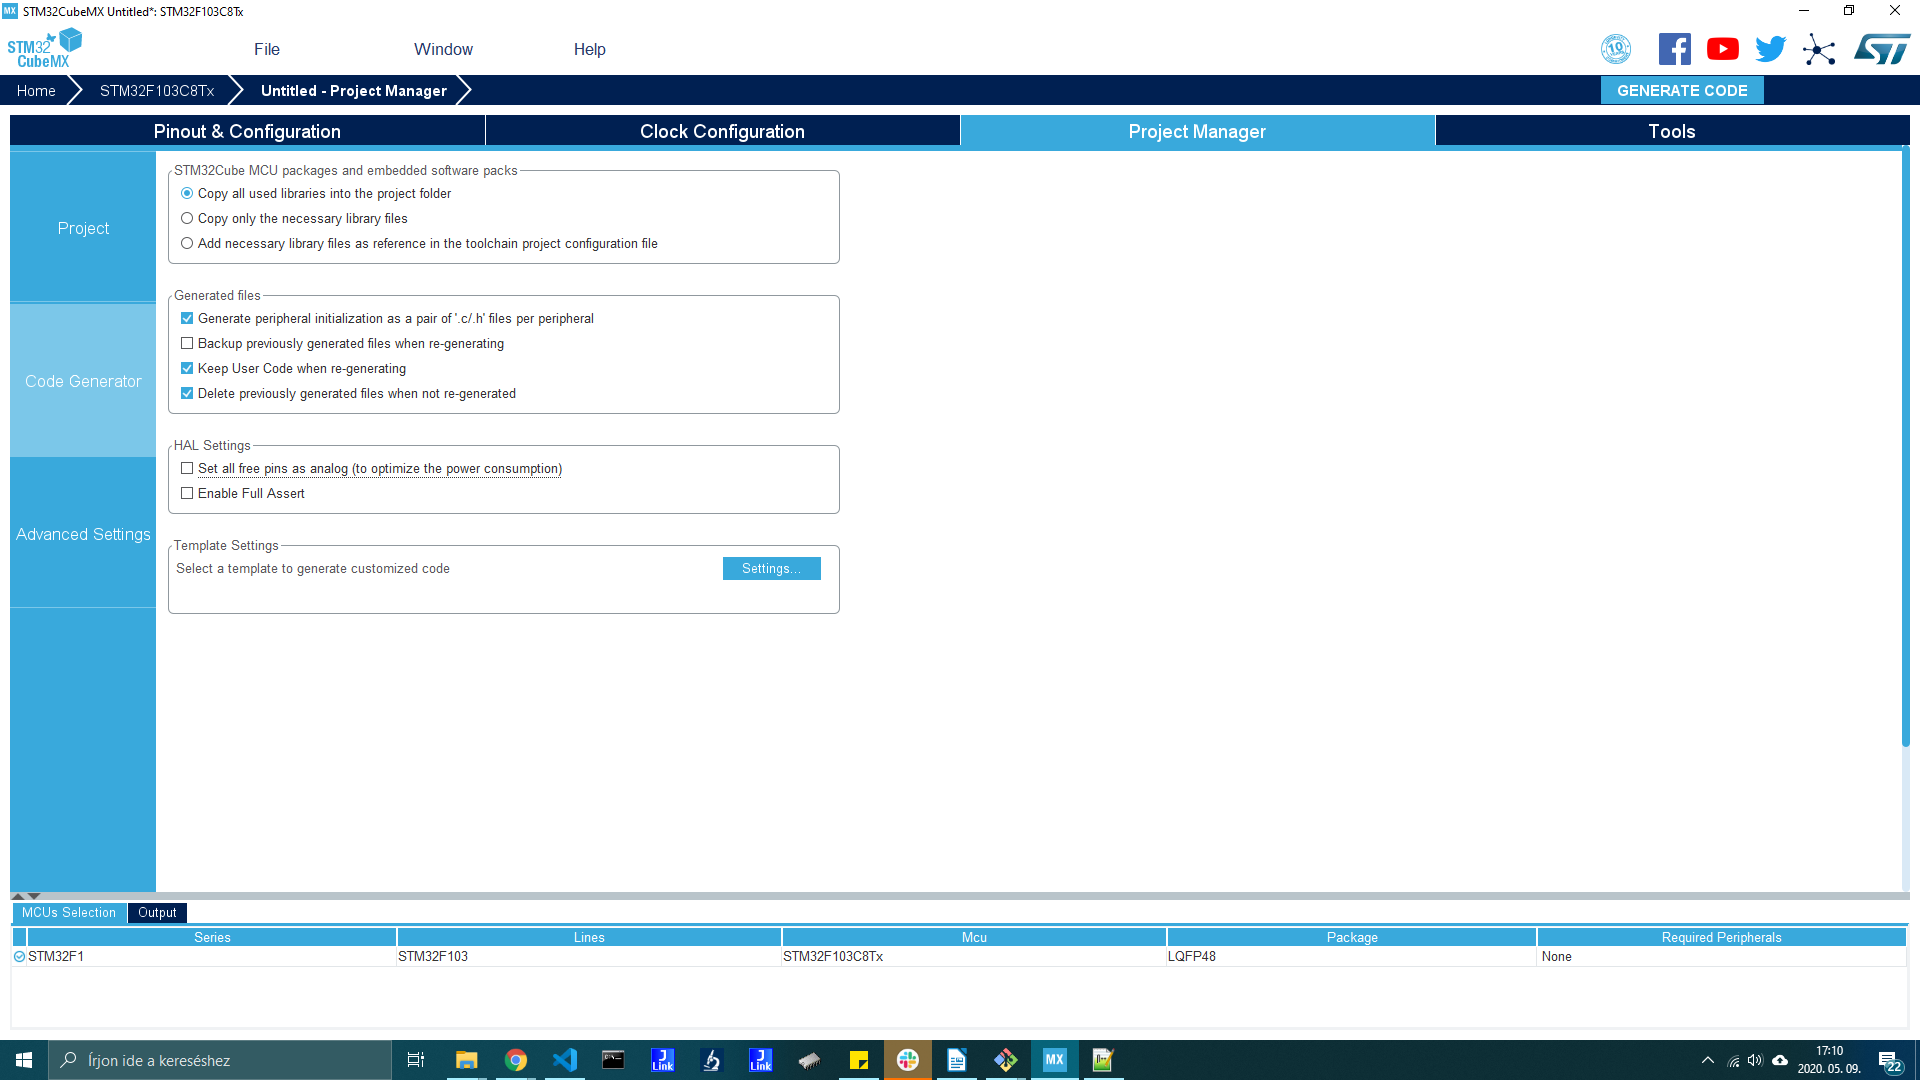 MX STM32CubeMX Untitled*: STM32F103C8Tx
STM32 CubeMX
File Window Help
10
Home STM32F103C8Tx Untitled - Project Manager GENERATE CODE
Pinout & Configuration Clock Configuration Project Manager Tools
Project
Code Generator
Advanced Settings
STM32Cube MCU packages and embedded software packs
Copy all used libraries into the project folder
Copy only the necessary library files
Add necessary library files as reference in the toolchain project configuration file
Generated files
Generate peripheral initialization as a pair of '.c/.h' files per peripheral
Backup previously generated files when re-generating
Keep User Code when re-generating
Delete previously generated files when not re-generated
HAL Settings
Set all free pins as analog (to optimize the power consumption)
Enable Full Assert
Template Settings
Select a template to generate customized code Settings...
MCUs Selection Output
Series Lines Mcu Package Required Peripherals
STM32F1 STM32F103 STM32F103C8Tx LQFP48 None
Írjon ide a kereséshez
J Link
J Link
MX
17:10
2020. 05. 09.
22